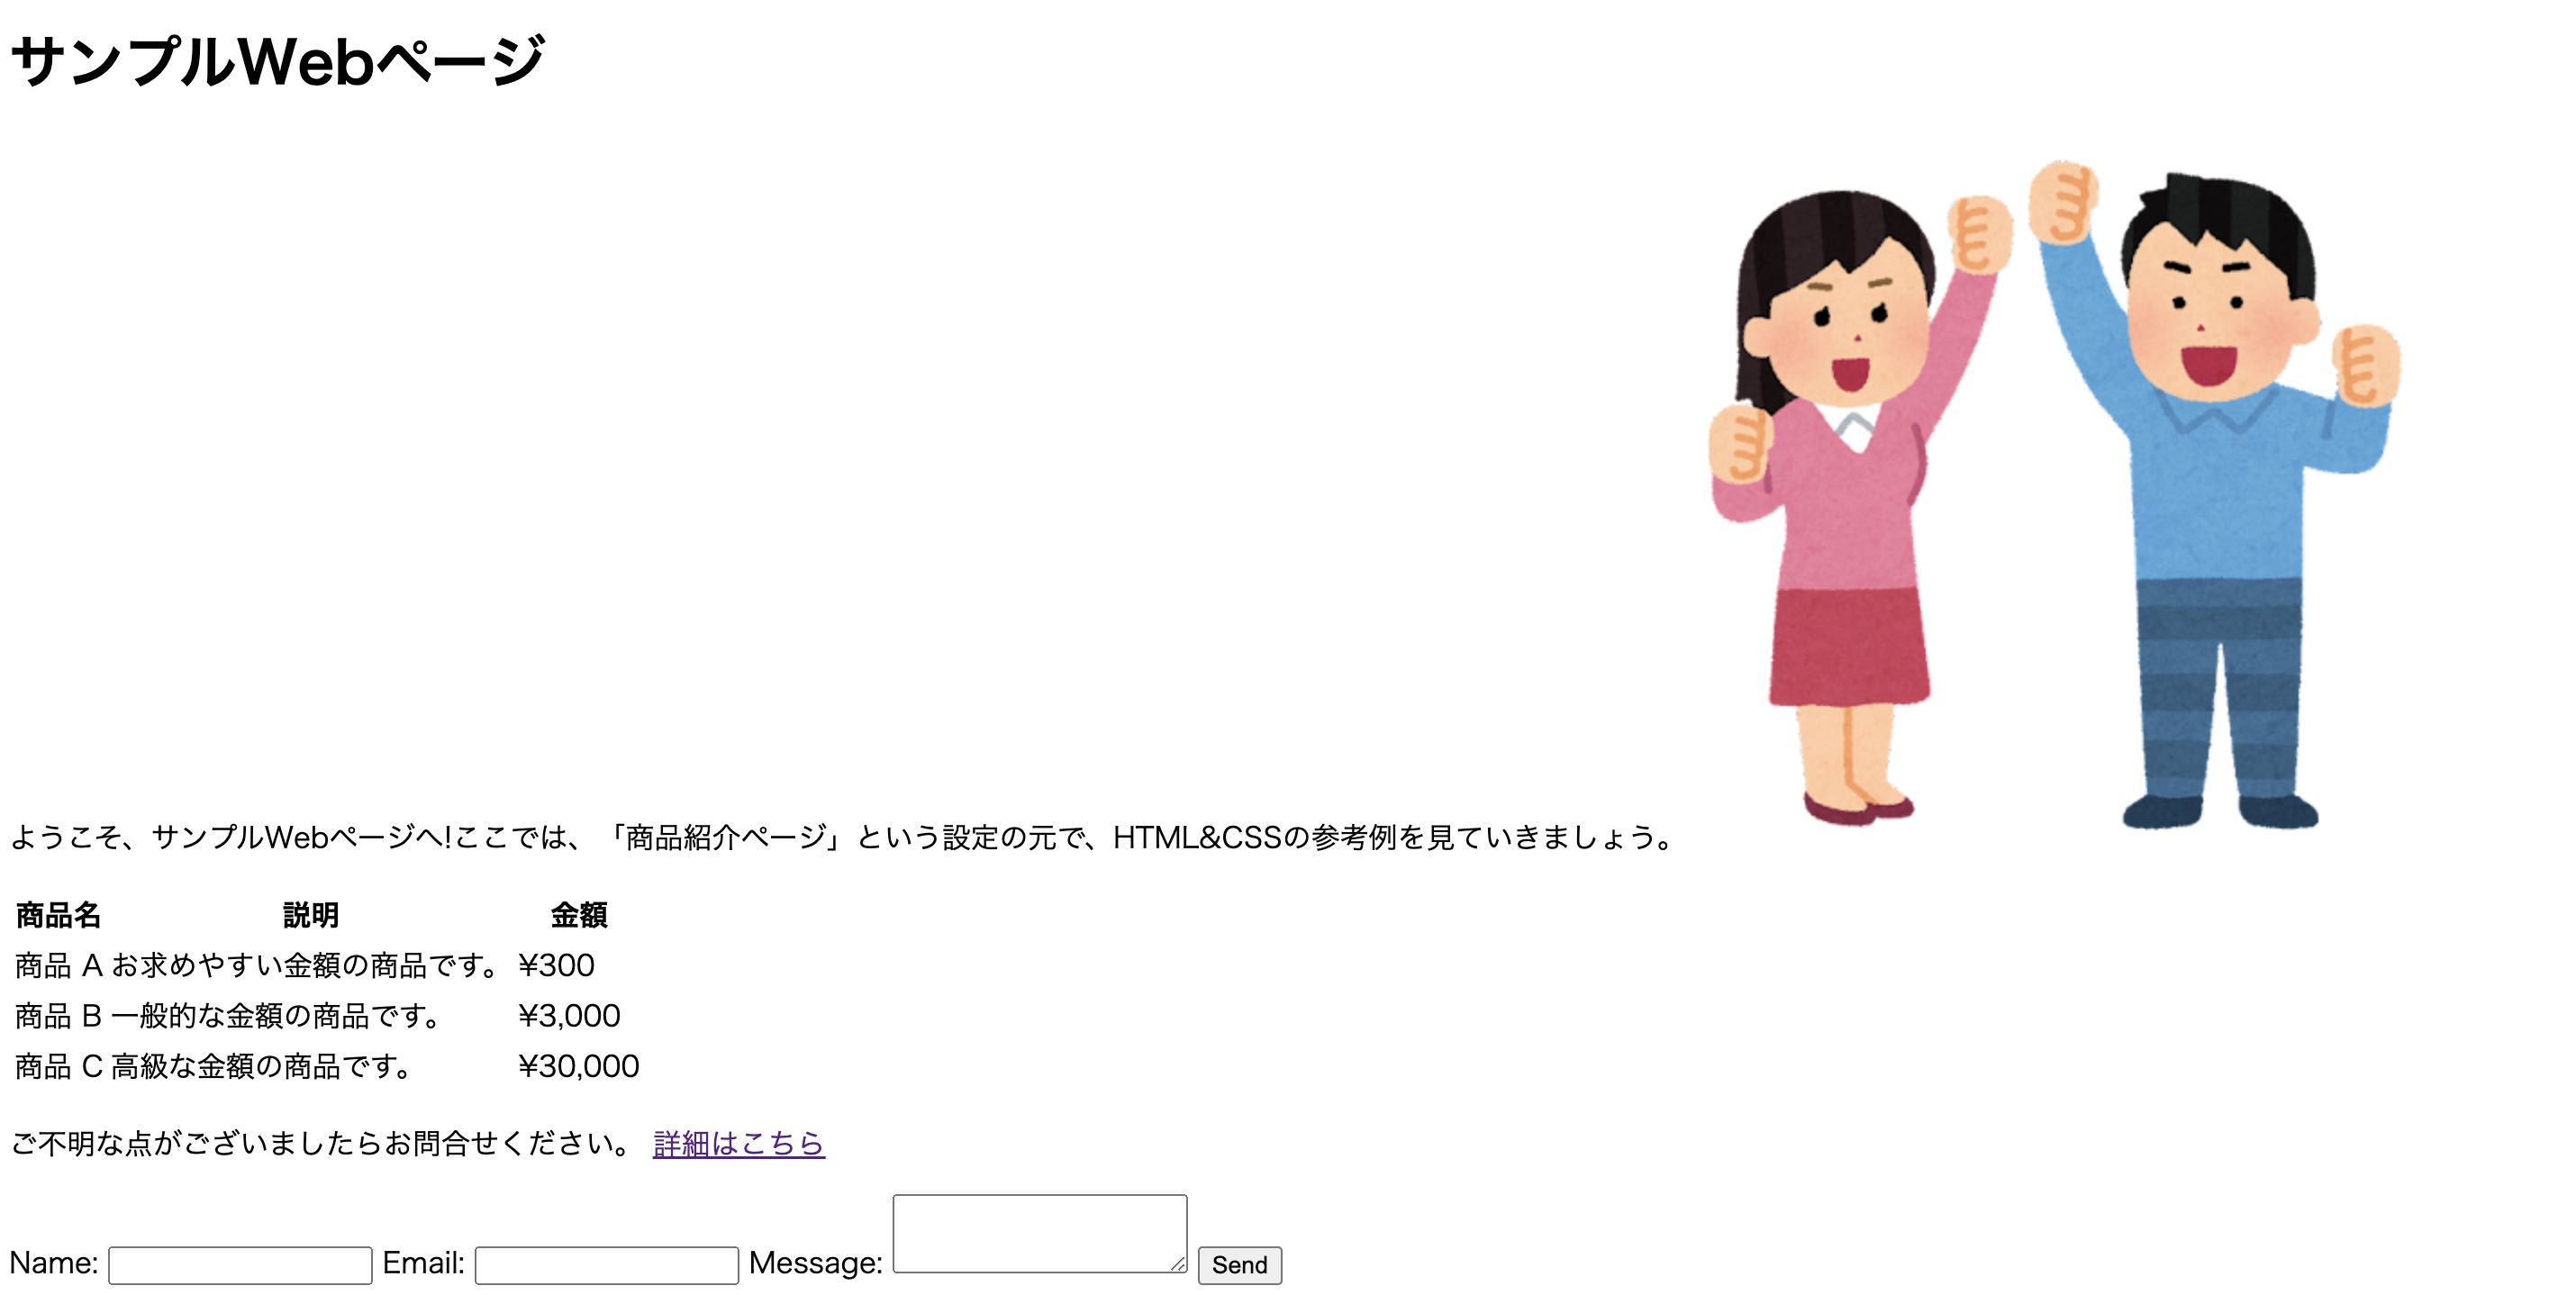 サンプルWebページ
ようこそ、サンプルWebページへ!ここでは、「商品紹介ページ」という設定の元で、HTML&CSSの参考例を見ていきましょう。
商品名 説明 金額
商品 A お求めやすい金額の商品です。 ¥300
商品 B 一般的な金額の商品です。 ¥3,000
商品 C 高級な金額の商品です。 ¥30,000
ご不明な点がございましたらお問合せください。 詳細はこちら
Name: Email: Message: Send